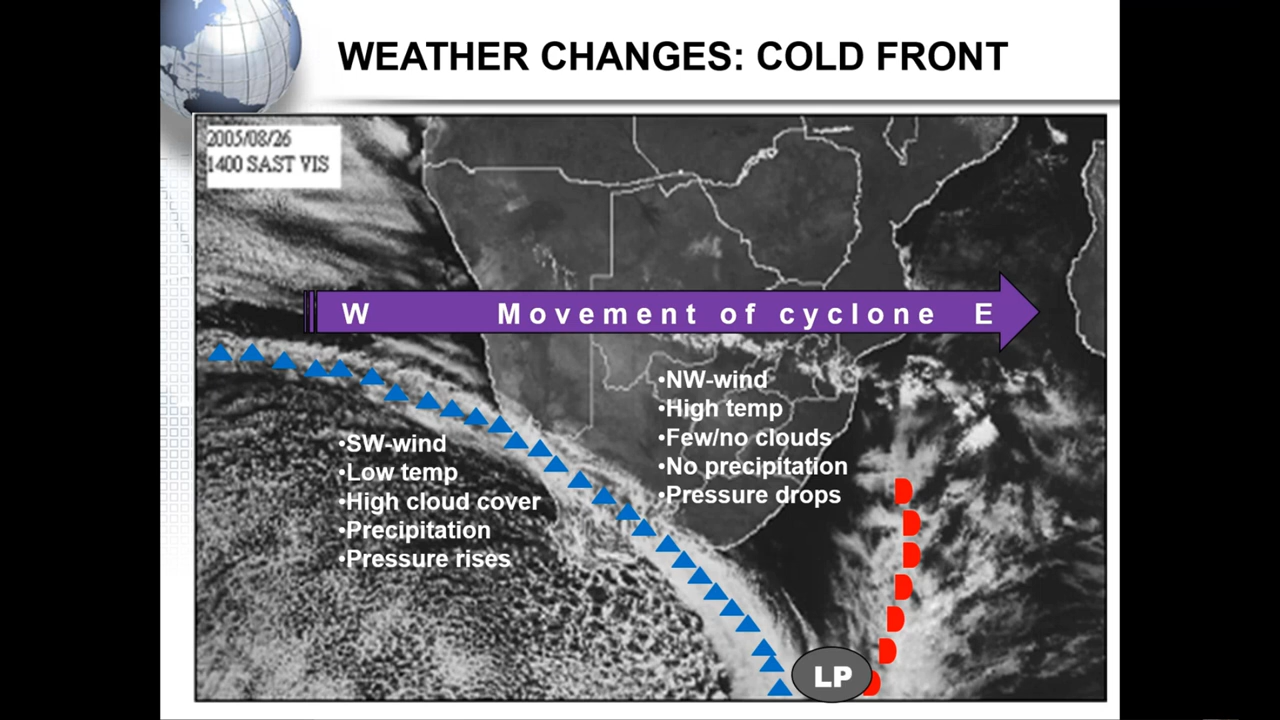 WEATHER CHANGES: COLD FRONT
2005/08/26
1400 SAST VIS
W Movement of cyclone E
•NW-wind
•High temp
•Few/no clouds
•No precipitation
•Pressure drops
•SW-wind
•Low temp
•High cloud cover
•Precipitation
•Pressure rises
LP